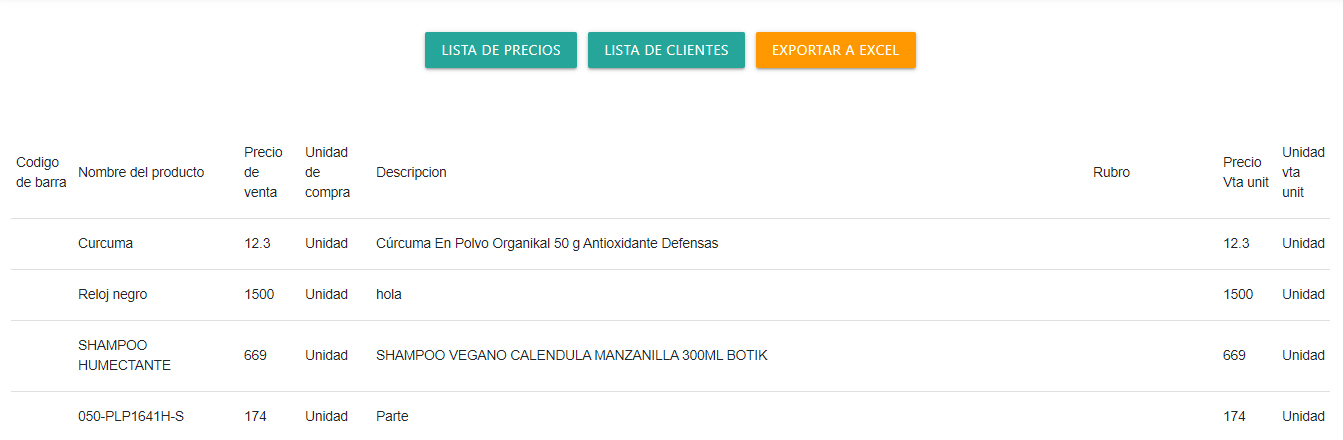 LISTA DE PRECIOS LISTA DE CLIENTES EXPORTAR A EXCEL
Codigo de barra Nombre del producto Precio de venta Unidad de compra Descripcion Rubro Precio Vta unit Unidad vta unit
Curcuma 12.3 Unidad Cúrcuma En Polvo Organikal 50 g Antioxidante Defensas 12.3 Unidad
Reloj negro 1500 Unidad hola 1500 Unidad
SHAMPOO HUMECTANTE 669 Unidad SHAMPOO VEGANO CALENDULA MANZANILLA 300ML BOTIK 669 Unidad
050-PLP1641H-S 174 Unidad Parte 174 Unidad